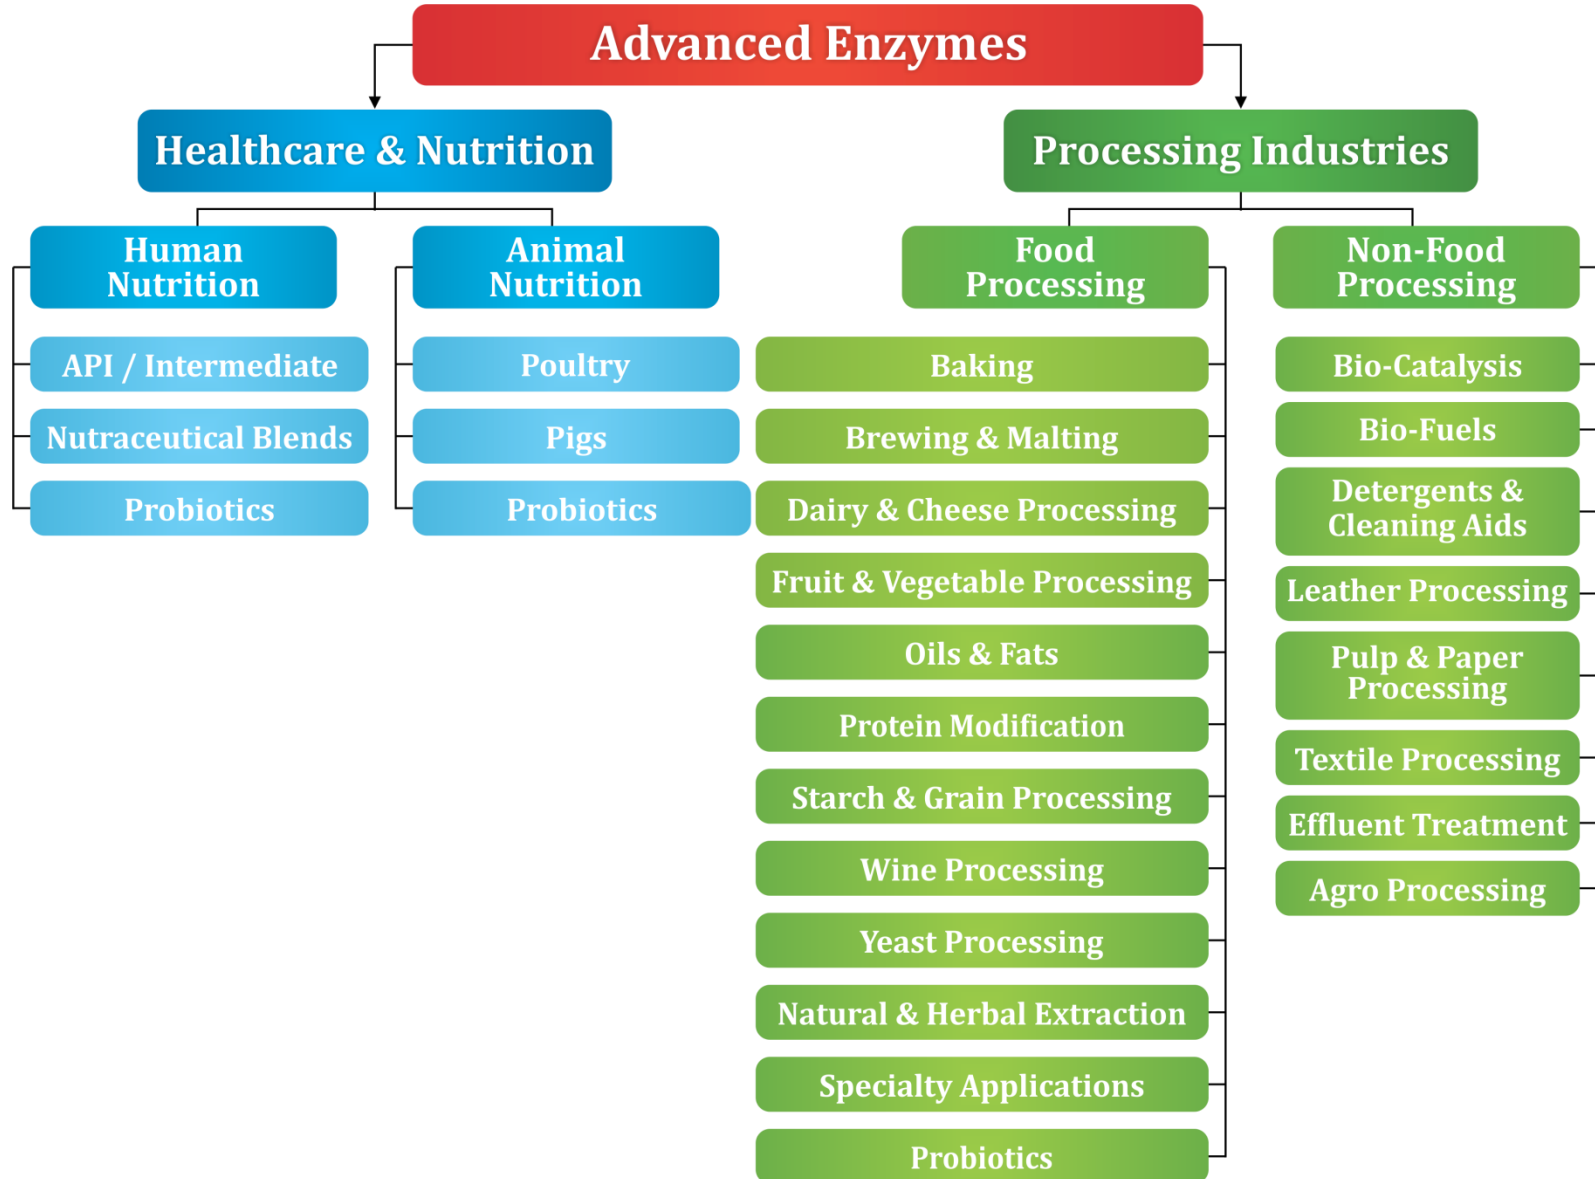 Advanced Enzymes
Healthcare & Nutrition
Processing Industries
Human
Nutrition
Animal
Nutrition
Food
Processing
Non-Food
Processing
API / Intermediate
Nutraceutical Blends
Probiotics
Poultry
Pigs
Probiotics
Baking
Brewing & Malting
Dairy & Cheese Processing
Fruit & Vegetable Processing
Oils & Fats
Protein Modification
Starch & Grain Processing
Wine Processing
Yeast Processing
Natural & Herbal Extraction
Specialty Applications
Probiotics
Bio-Catalysis
Bio-Fuels
Detergents &
Cleaning Aids
Leather Processing
Pulp & Paper
Processing
Textile Processing
Effluent Treatment
Agro Processing